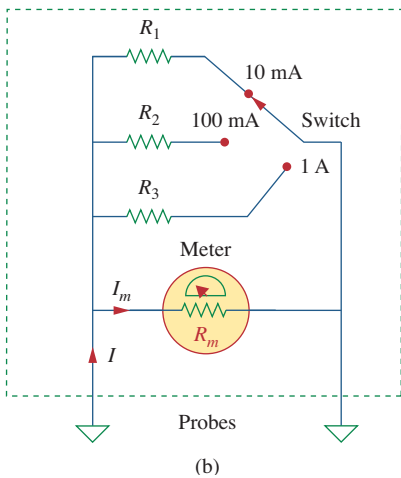 R1
10 mA
Switch
R2
100 mA
1 A
R3
Meter
Im
Rm
I
Probes
(b)